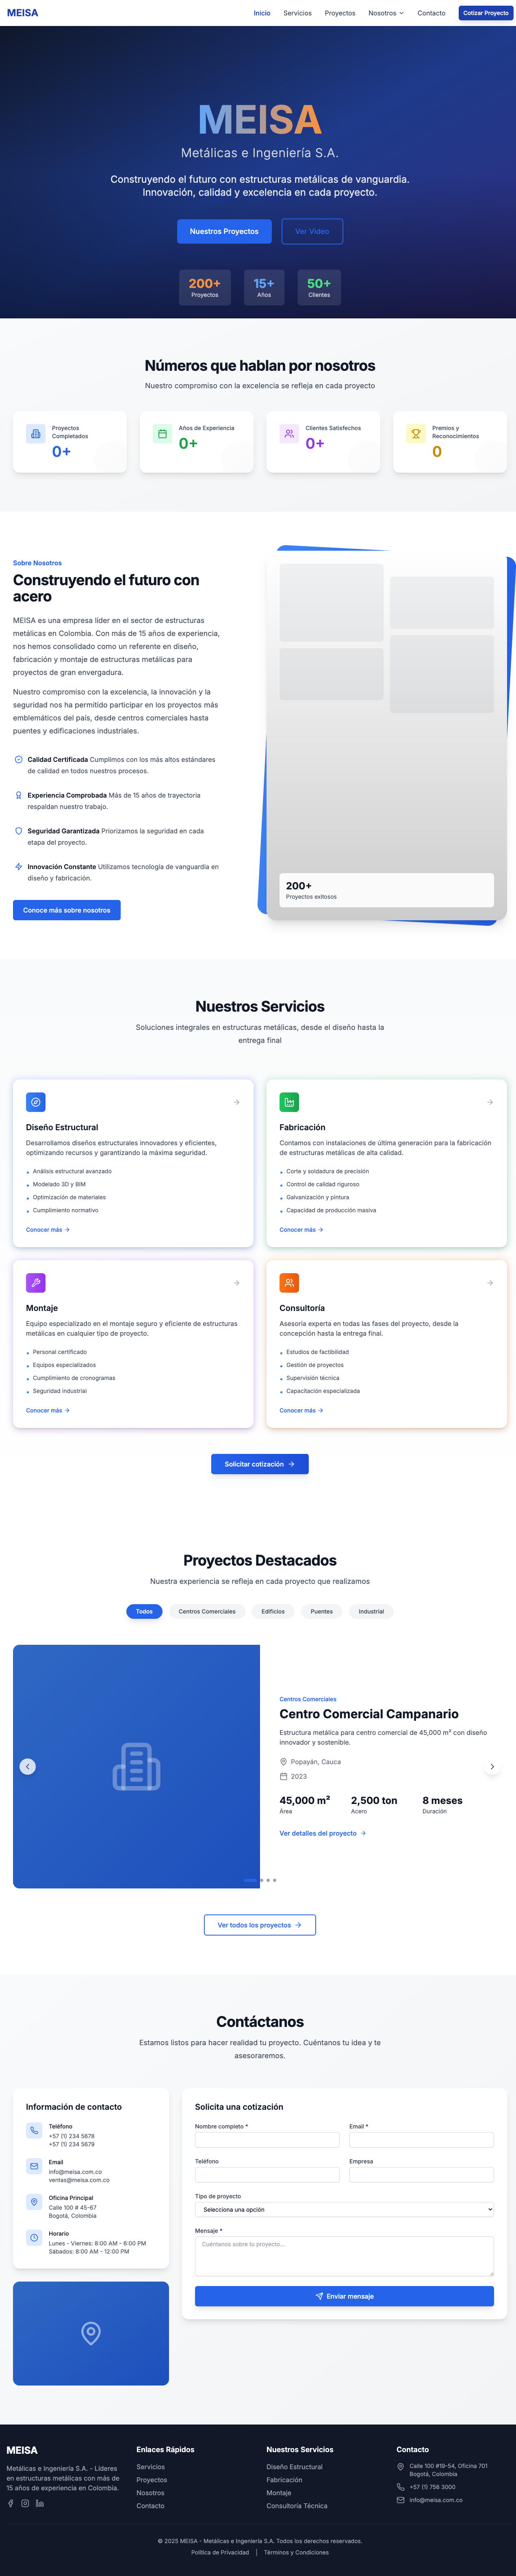 MEISA
Inicio
Servicios
Proyectos
Nosotros
Contacto
Cotizar Proyecto
MEISA
Metálicas e Ingeniería S.A.
Construyendo el futuro con estructuras metálicas de vanguardia.
Innovación, calidad y excelencia en cada proyecto.
Nuestros Proyectos
Ver Video
200+
Proyectos
15+
Años
50+
Clientes
Números que hablan por nosotros
Nuestro compromiso con la excelencia se refleja en cada proyecto
Proyectos
Completados
0+
Años de Experiencia
0+
Clientes Satisfechos
0+
Premios y
Reconocimientos
0
Sobre Nosotros
Construyendo el futuro con
acero
MEISA es una empresa líder en el sector de estructuras
metálicas en Colombia. Con más de 15 años de experiencia,
nos hemos consolidado como un referente en diseño,
fabricación y montaje de estructuras metálicas para
proyectos de gran envergadura.
Nuestro compromiso con la excelencia, la innovación y la
seguridad nos ha permitido participar en los proyectos más
emblemáticos del país, desde centros comerciales hasta
puentes y edificaciones industriales.
Calidad Certificada Cumplimos con los más altos estándares
de calidad en todos nuestros procesos.
Experiencia Comprobada Más de 15 años de trayectoria
respaldan nuestro trabajo.
Seguridad Garantizada Priorizamos la seguridad en cada
etapa del proyecto.
Innovación Constante Utilizamos tecnología de vanguardia en
diseño y fabricación.
Conoce más sobre nosotros
200+
Proyectos exitosos
Nuestros Servicios
Soluciones integrales en estructuras metálicas, desde el diseño hasta la
entrega final
Diseño Estructural
Desarrollamos diseños estructurales innovadores y eficientes,
optimizando recursos y garantizando la máxima seguridad.
Análisis estructural avanzado
Modelado 3D y BIM
Optimización de materiales
Cumplimiento normativo
Conocer más
Fabricación
Contamos con instalaciones de última generación para la fabricación
de estructuras metálicas de alta calidad.
Corte y soldadura de precisión
Control de calidad riguroso
Galvanización y pintura
Capacidad de producción masiva
Conocer más
Montaje
Equipo especializado en el montaje seguro y eficiente de estructuras
metálicas en cualquier tipo de proyecto.
Personal certificado
Equipos especializados
Cumplimiento de cronogramas
Seguridad industrial
Conocer más
Consultoría
Asesoría experta en todas las fases del proyecto, desde la
concepción hasta la entrega final.
Estudios de factibilidad
Gestión de proyectos
Supervisión técnica
Capacitación especializada
Conocer más
Solicitar cotización
Proyectos Destacados
Nuestra experiencia se refleja en cada proyecto que realizamos
Todos
Centros Comerciales
Edificios
Puentes
Industrial
Centros Comerciales
Centro Comercial Campanario
Estructura metálica para centro comercial de 45,000 m² con diseño
innovador y sostenible.
Popayán, Cauca
2023
45,000 m²
Área
2,500 ton
Acero
8 meses
Duración
Ver detalles del proyecto
Ver todos los proyectos
Contáctanos
Estamos listos para hacer realidad tu proyecto. Cuéntanos tu idea y te
asesoraremos.
Información de contacto
Teléfono
+57 (1) 234 5678
+57 (1) 234 5679
Email
info@meisa.com.co
ventas@meisa.com.co
Oficina Principal
Calle 100 # 45-67
Bogotá, Colombia
Horario
Lunes - Viernes: 8:00 AM - 6:00 PM
Sábados: 8:00 AM - 12:00 PM
Solicita una cotización
Nombre completo *
Email *
Teléfono
Empresa
Tipo de proyecto
Selecciona una opción
Mensaje *
Cuéntanos sobre tu proyecto...
Enviar mensaje
MEISA
Metálicas e Ingeniería S.A. - Líderes
en estructuras metálicas con más de
15 años de experiencia en Colombia.
Enlaces Rápidos
Servicios
Proyectos
Nosotros
Contacto
Nuestros Servicios
Diseño Estructural
Fabricación
Montaje
Consultoría Técnica
Contacto
Calle 100 #19-54, Oficina 701
Bogotá, Colombia
+57 (1) 756 3000
info@meisa.com.co
© 2025 MEISA - Metálicas e Ingeniería S.A. Todos los derechos reservados.
Política de Privacidad | Términos y Condiciones